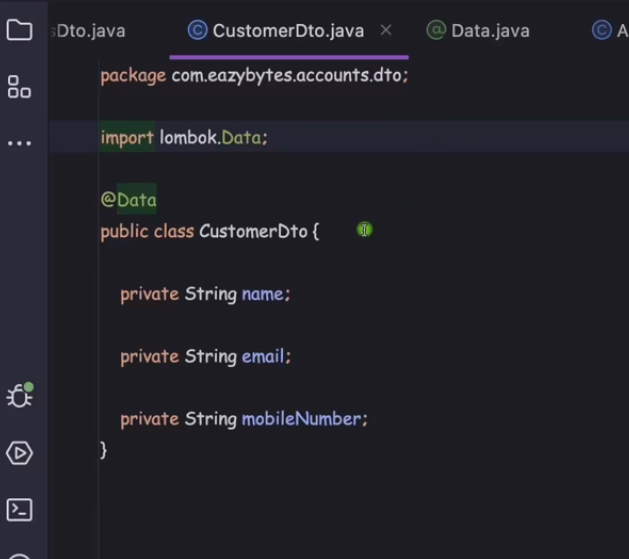 sDto.java
CustomerDto.java
Data.java
package com.eazybytes.accounts.dto;
import lombok.Data;
@Data
public class CustomerDto {
private String name;
private String email;
private String mobileNumber;
}